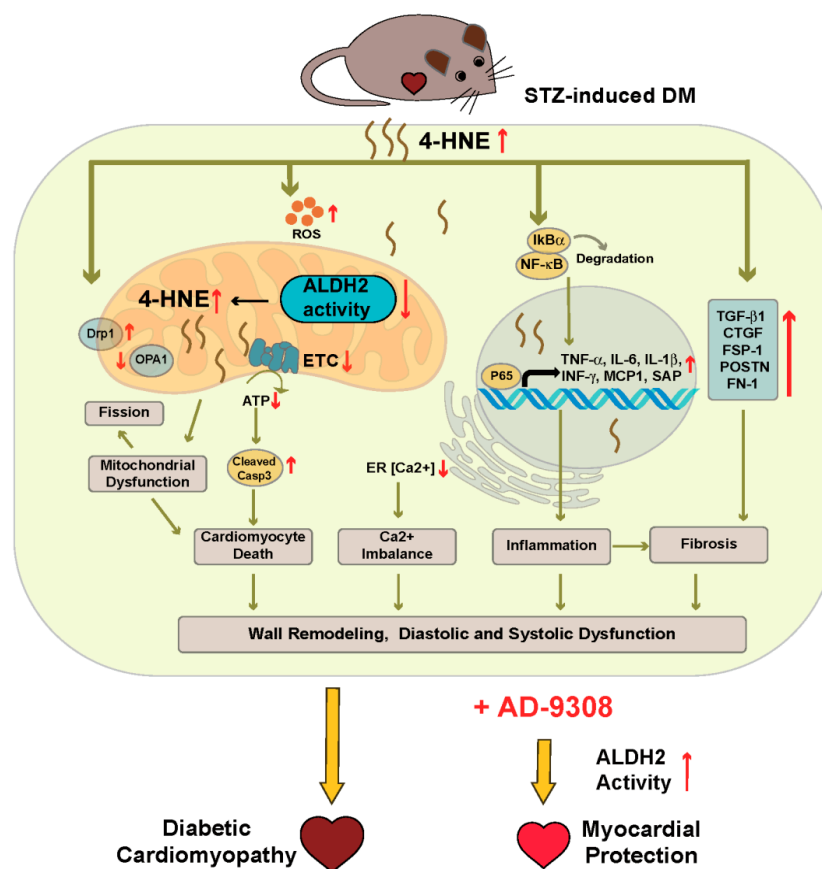 STZ-induced DM
4-HNE
ROS
IkBα
NF-κB
Degradation
4-HNE
ALDH2
activity
Drp1
OPA1
ETC
ATP
TNF-α, IL-6, IL-1β,
INF-γ, MCP1, SAP
P65
TGF-β1
CTGF
FSP-1
POSTN
FN-1
Fission
Mitochondrial
Dysfunction
Cleaved
Casp3
ER [Ca2+]
Cardiomyocyte
Death
Ca2+
Imbalance
Inflammation
Fibrosis
Wall Remodeling, Diastolic and Systolic Dysfunction
+ AD-9308
ALDH2
Activity
Diabetic
Cardiomyopathy
Myocardial
Protection